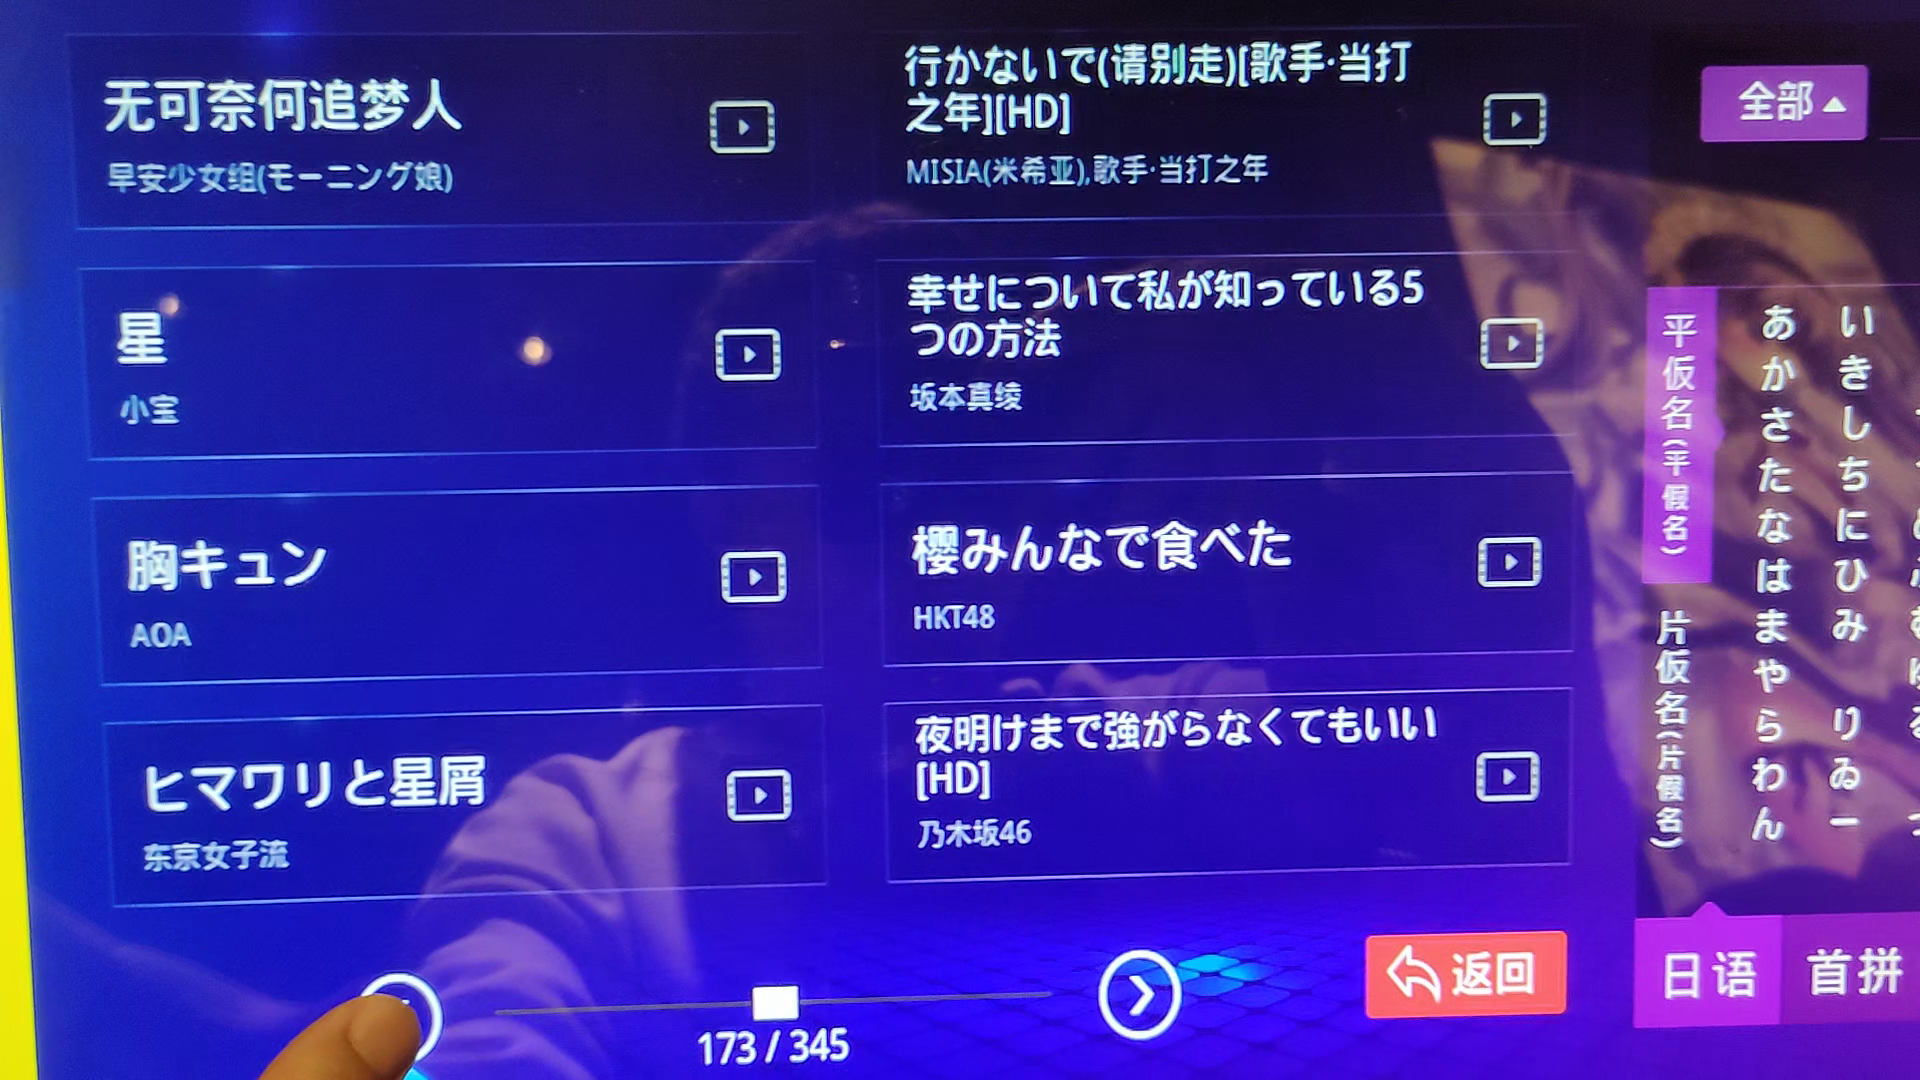 无可奈何追梦人
早安少女组(モーニング娘)
行かないで(请别走)[歌手·当打
之年][HD]
MISIA(米希亚),歌手·当打之年
星
小宝
幸せについて私が知っている5
つの方法
坂本真绫
胸キュン
AOA
櫻みんなで食べた
HKT48
ヒマワリと星屑
东京女子流
夜明けまで強がらなくてもいい
[HD]
乃木坂46
173 / 345
返回
全部
平仮名(平假名)
片仮名(片假名)
あ い
か き
さ し
た ち
な に
は ひ
ま み
や
ら り
わ ゐ
ん ー
日语
首拼